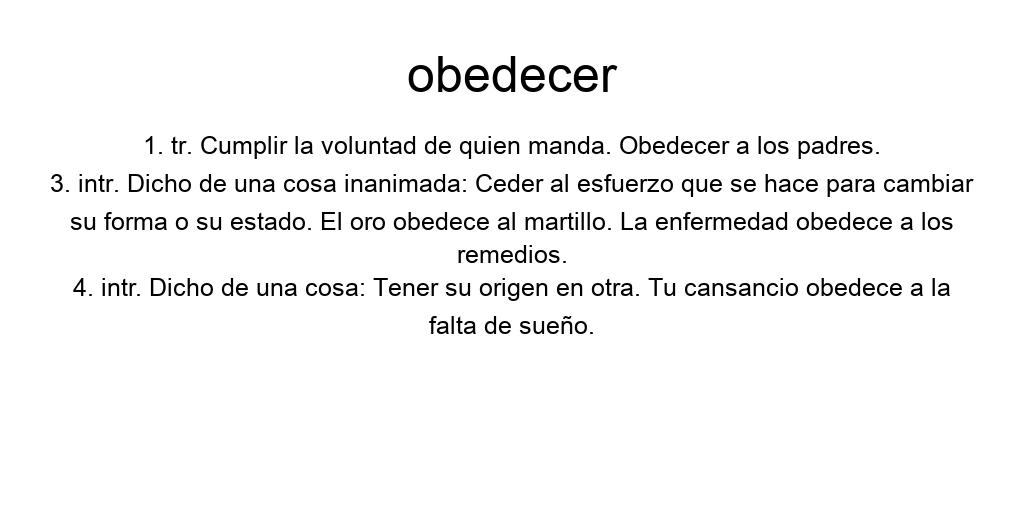 obedecer
1. tr. Cumplir la voluntad de quien manda. Obedecer a los padres.
3. intr. Dicho de una cosa inanimada: Ceder al esfuerzo que se hace para cambiar
su forma o su estado. El oro obedece al martillo. La enfermedad obedece a los
remedios.
4. intr. Dicho de una cosa: Tener su origen en otra. Tu cansancio obedece a la
falta de sueño.